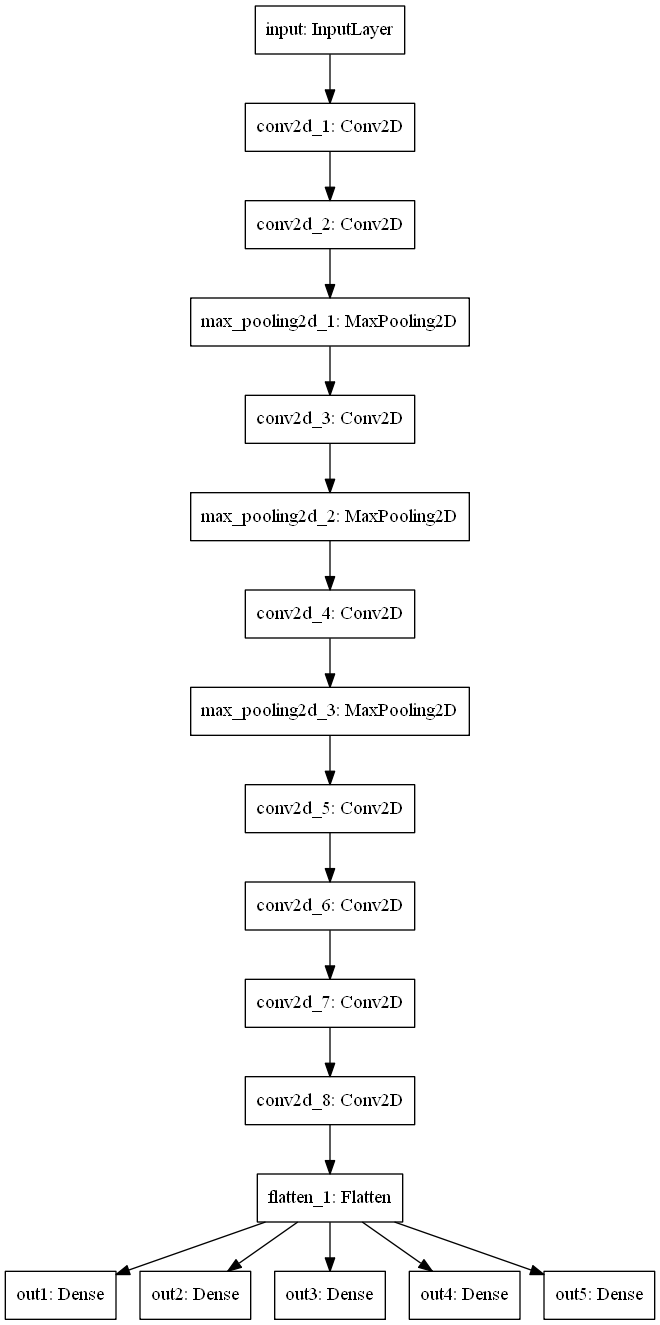 input: InputLayer
conv2d_1: Conv2D
conv2d_2: Conv2D
max_pooling2d_1: MaxPooling2D
conv2d_3: Conv2D
max_pooling2d_2: MaxPooling2D
conv2d_4: Conv2D
max_pooling2d_3: MaxPooling2D
conv2d_5: Conv2D
conv2d_6: Conv2D
conv2d_7: Conv2D
conv2d_8: Conv2D
flatten_1: Flatten
out1: Dense
out2: Dense
out3: Dense
out4: Dense
out5: Dense